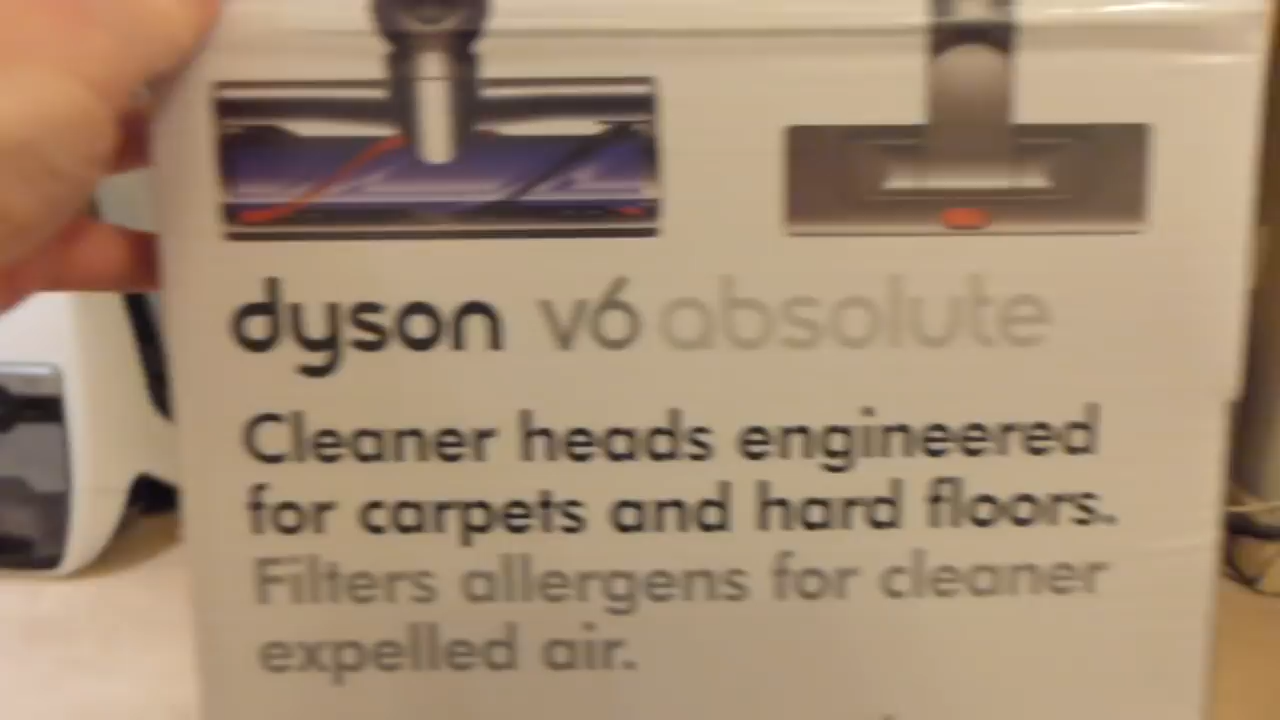 dyson v6 absolute
Cleaner heads engineered
for carpets and hard floors.
Filters allergens for cleaner
expelled air.